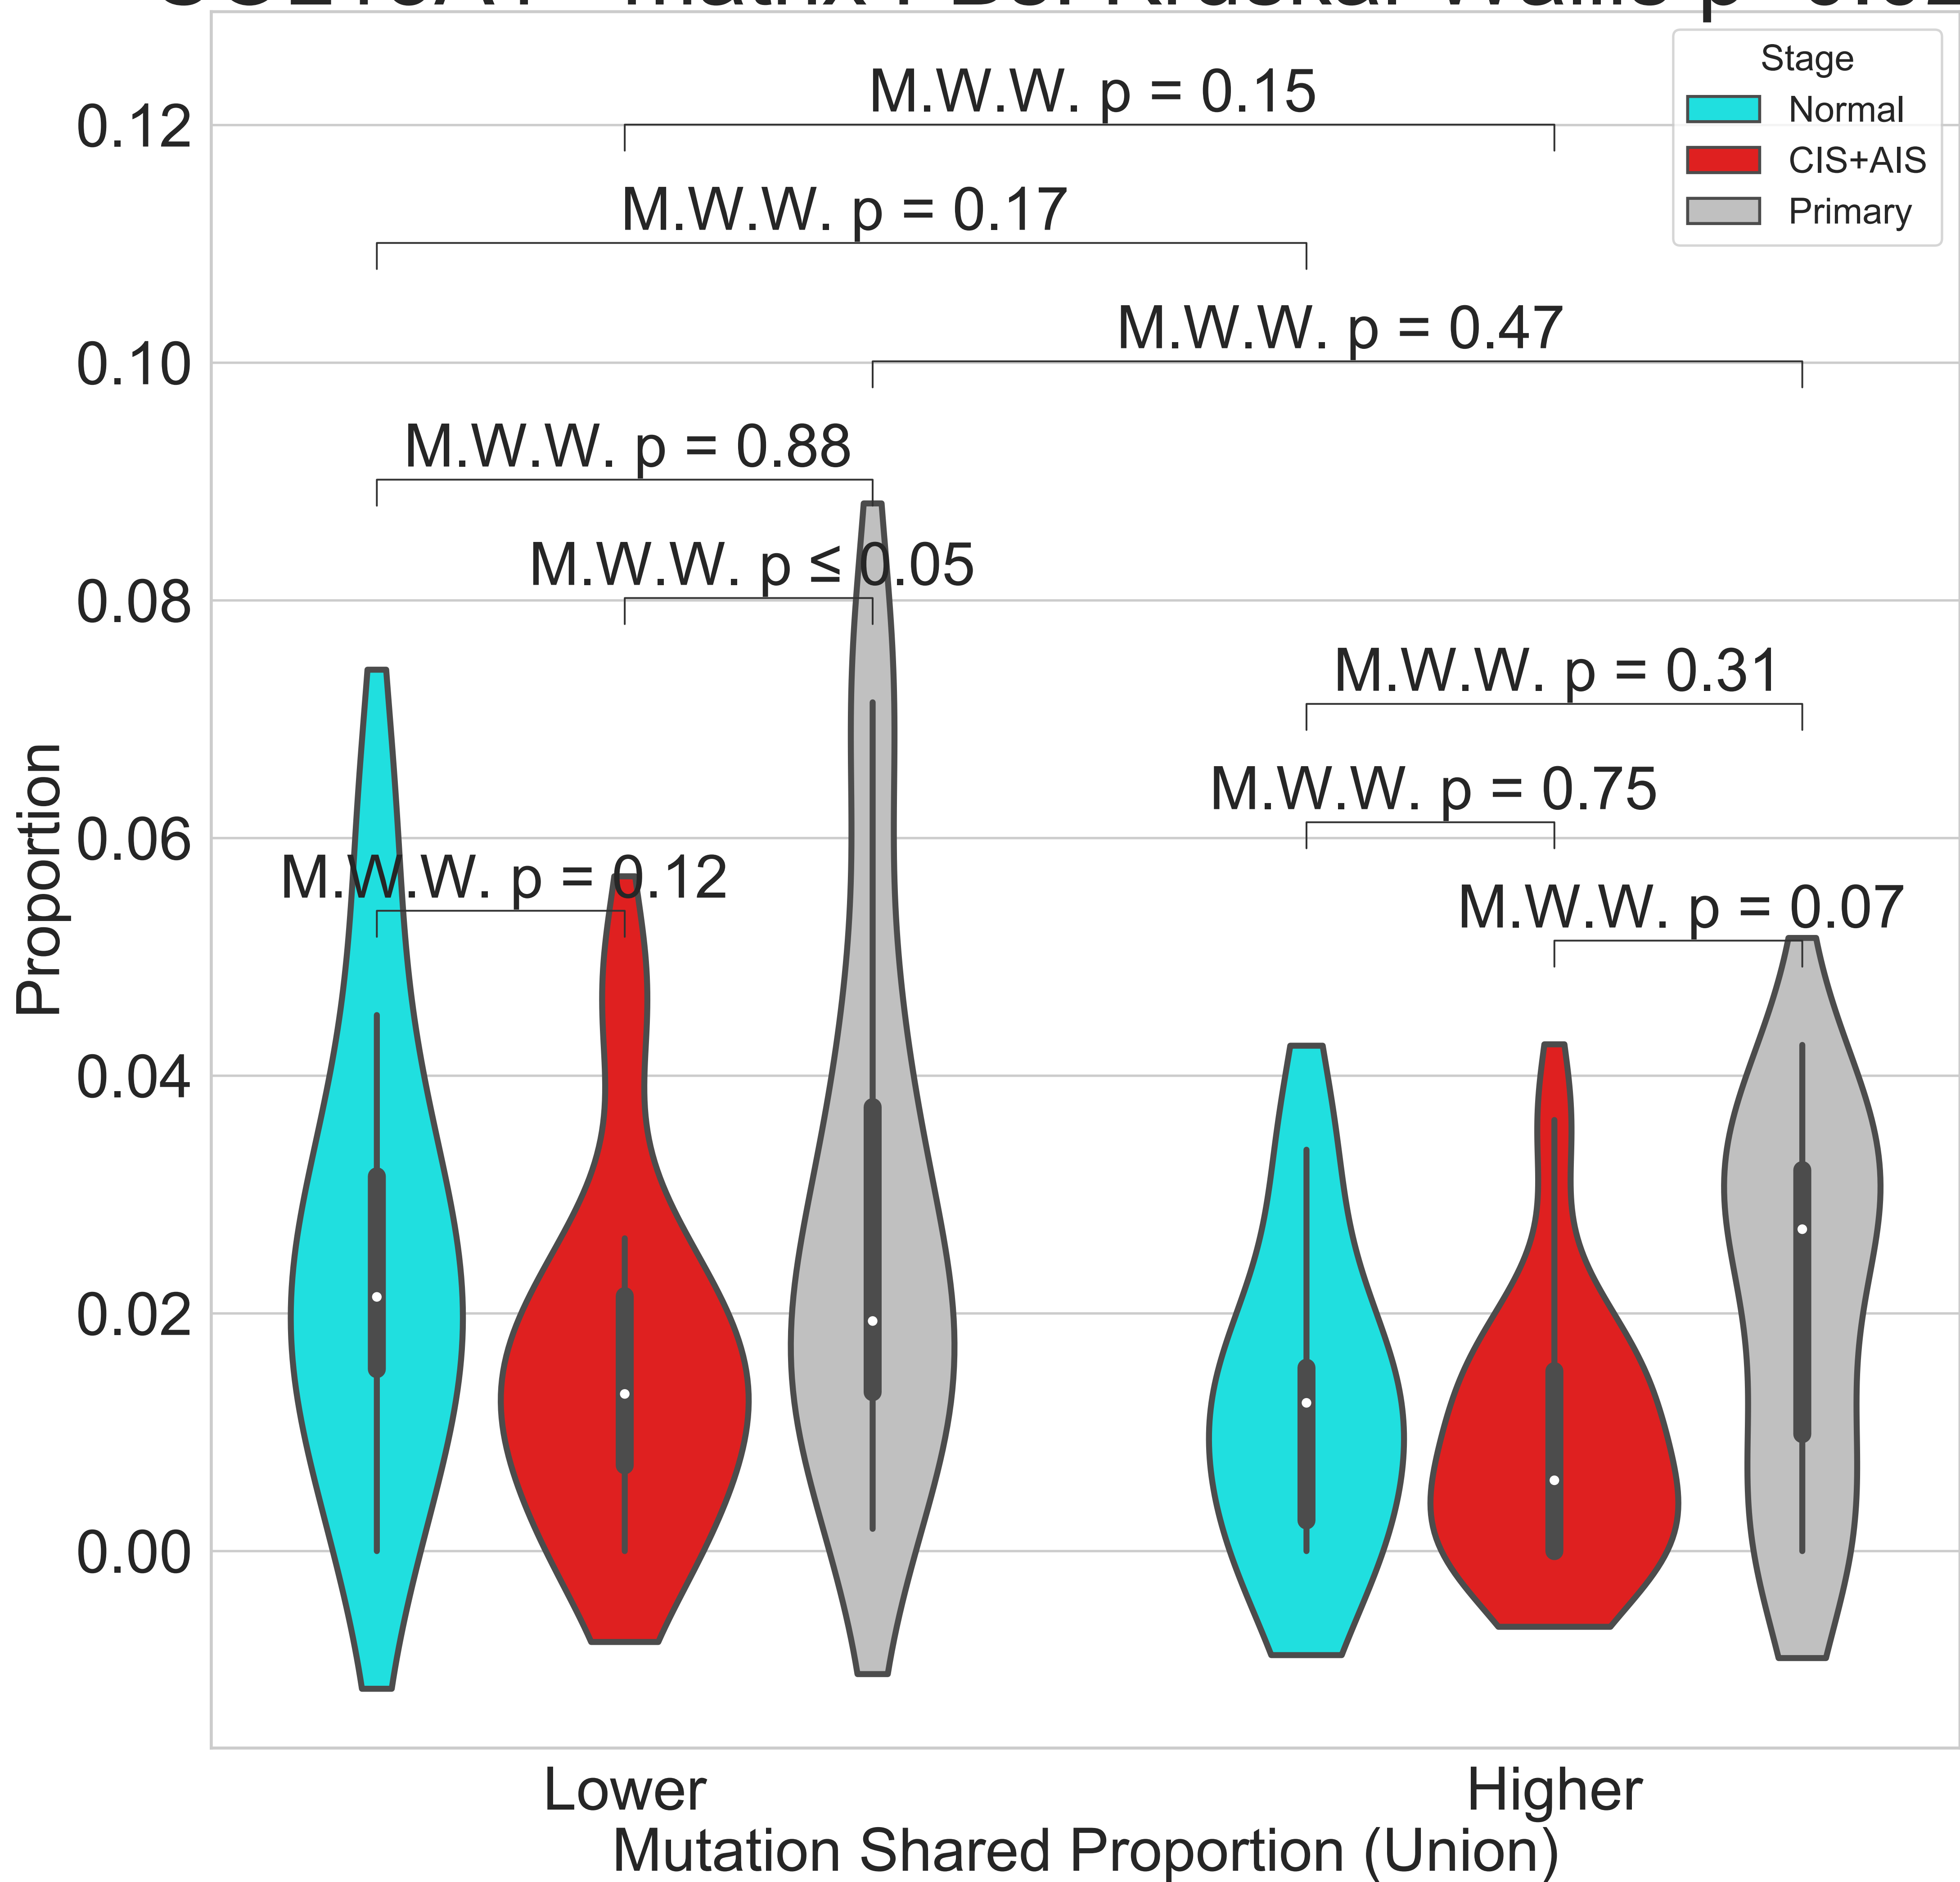 Stage
Normal
CIS+AIS
Primary
M.W.W. p = 0.15
M.W.W. p = 0.17
M.W.W. p = 0.47
M.W.W. p = 0.88
M.W.W. p ≤ 0.05
M.W.W. p = 0.31
M.W.W. p = 0.75
M.W.W. p = 0.12
M.W.W. p = 0.07
0.12
0.10
0.08
0.06
0.04
0.02
0.00
Proportion
Lower
Higher
Mutation Shared Proportion (Union)